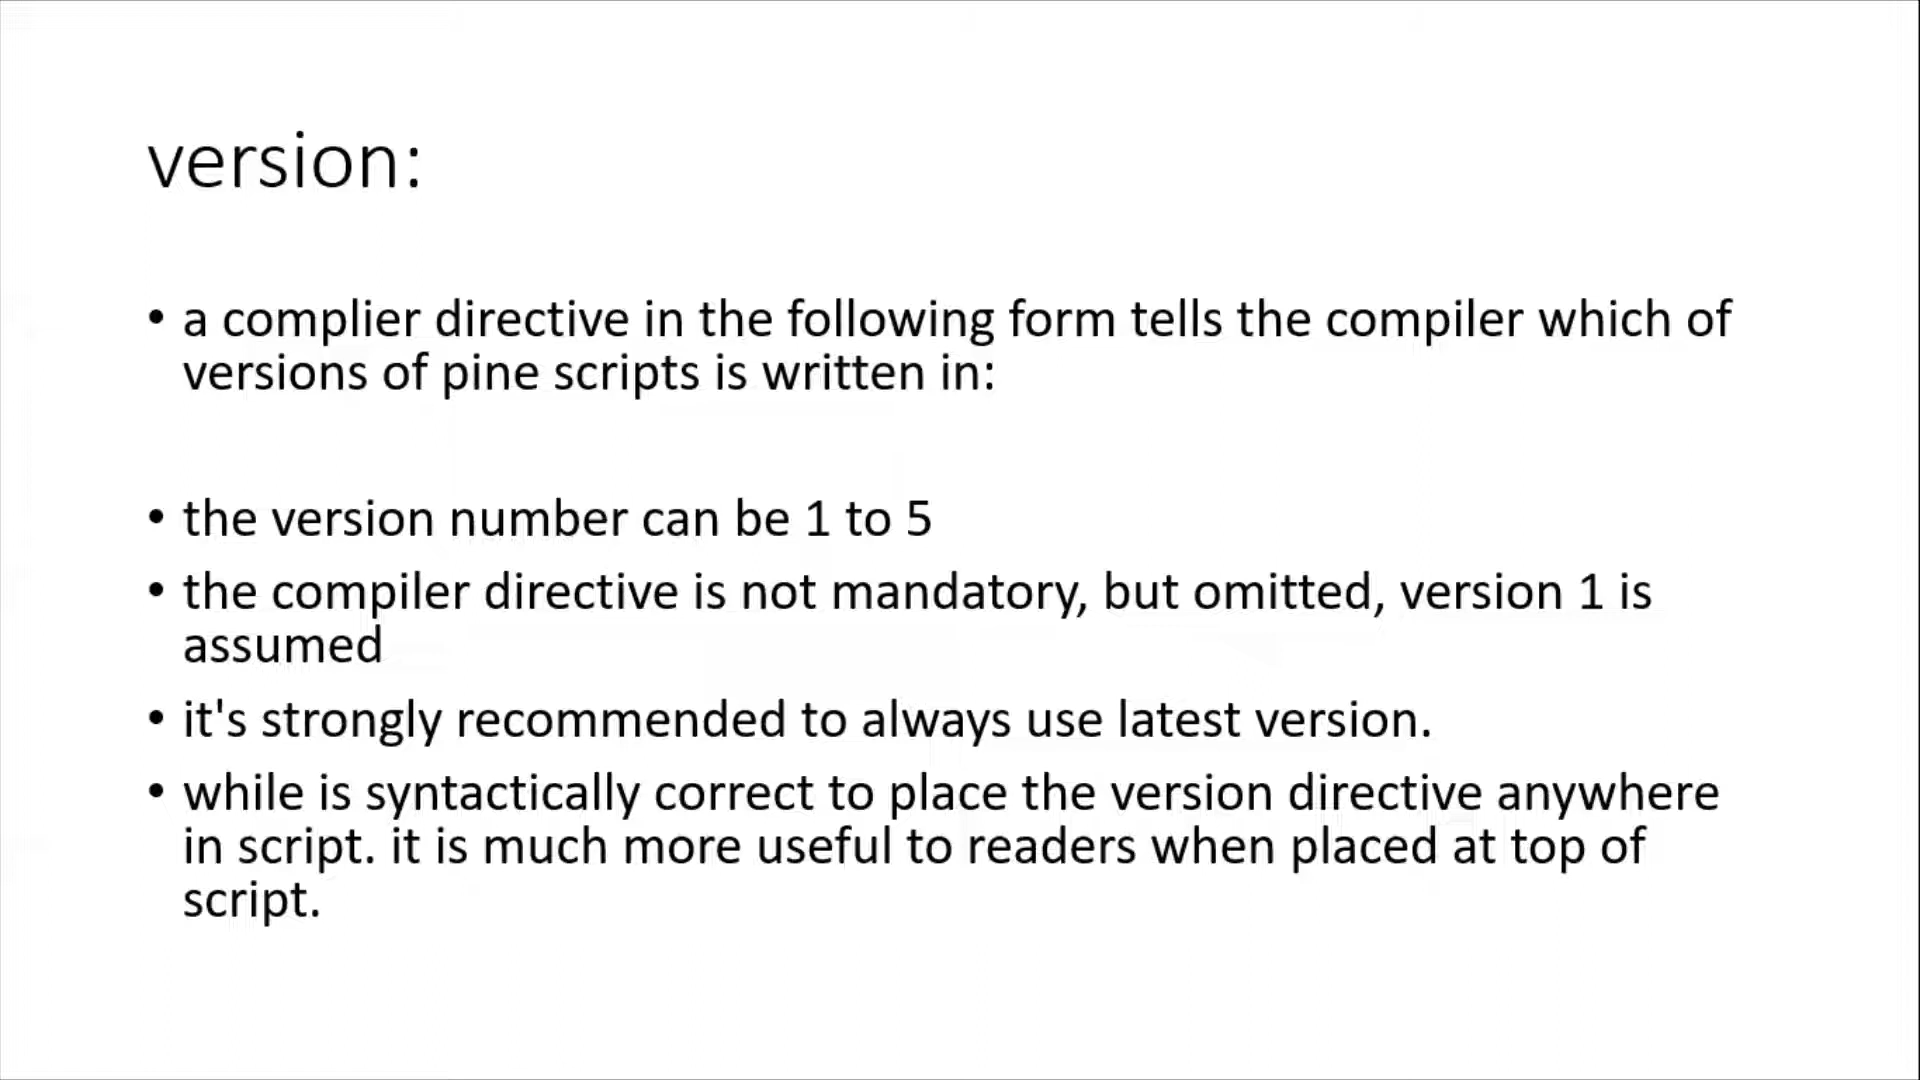 version:
• a complier directive in the following form tells the compiler which of
versions of pine scripts is written in:
• the version number can be 1 to 5
• the compiler directive is not mandatory, but omitted, version 1 is
assumed
• it's strongly recommended to always use latest version.
• while is syntactically correct to place the version directive anywhere
in script. it is much more useful to readers when placed at top of
script.